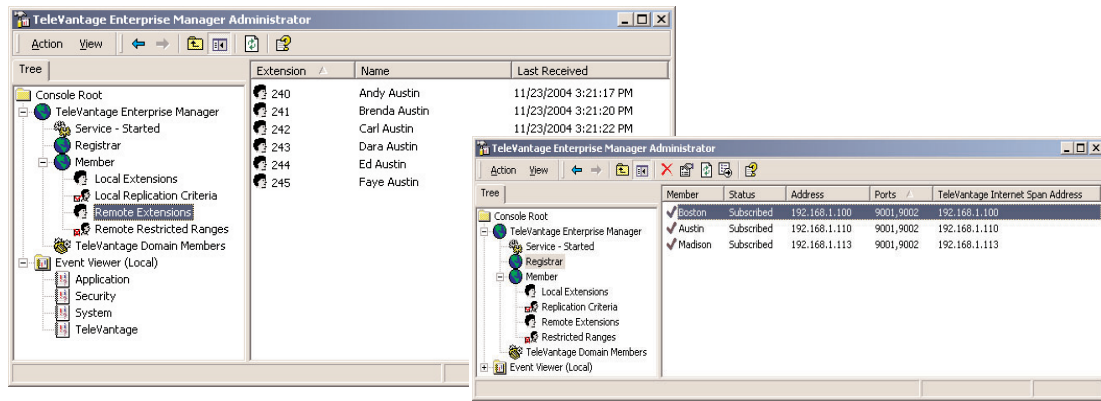 TeleVantage Enterprise Manager Administrator
Action View
Tree
Extension Name Last Received
Console Root
TeleVantage Enterprise Manager
Service - Started
Registrar
Member
Local Extensions
Local Replication Criteria
Remote Extensions
Remote Restricted Ranges
TeleVantage Domain Members
Event Viewer (Local)
Application
Security
System
TeleVantage
240 Andy Austin 11/23/2004 3:21:17 PM
241 Brenda Austin 11/23/2004 3:21:20 PM
242 Carl Austin 11/23/2004 3:21:22 PM
243 Dara Austin
244 Ed Austin
245 Faye Austin
TeleVantage Enterprise Manager Administrator
Action View
Tree
Member Status Address Ports TeleVantage Internet Span Address
Console Root
TeleVantage Enterprise Manager
Service - Started
Registrar
Member
Local Extensions
Replication Criteria
Remote Extensions
Restricted Ranges
TeleVantage Domain Members
Event Viewer (Local)
Boston Subscribed 192.168.1.100 9001,9002 192.168.1.100
Austin Subscribed 192.168.1.110 9001,9002 192.168.1.110
Madison Subscribed 192.168.1.113 9001,9002 192.168.1.113